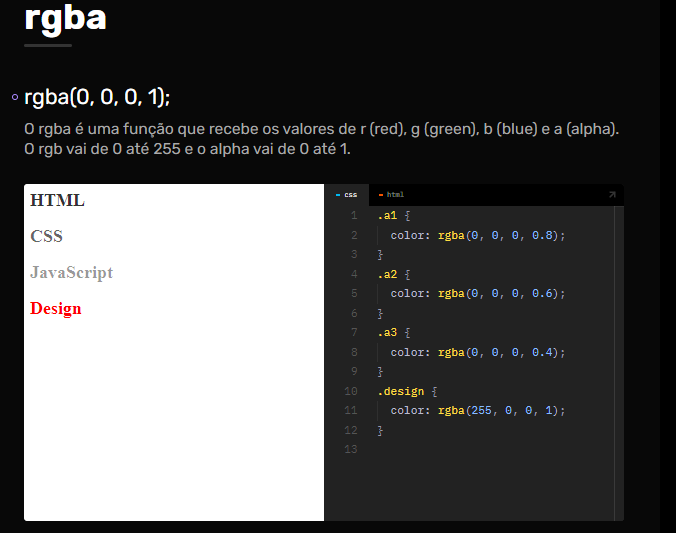 rgba
rgba(0, 0, 0, 1);
O rgba é uma função que recebe os valores de r (red), g (green), b (blue) e a (alpha).
O rgb vai de 0 até 255 e o alpha vai de 0 até 1.
HTML
CSS
JavaScript
Design
css html
1 .a1 {
2 color: rgba(0, 0, 0, 0.8);
3 }
4 .a2 {
5 color: rgba(0, 0, 0, 0.6);
6 }
7 .a3 {
8 color: rgba(0, 0, 0, 0.4);
9 }
10 .design {
11 color: rgba(255, 0, 0, 1);
12 }
13